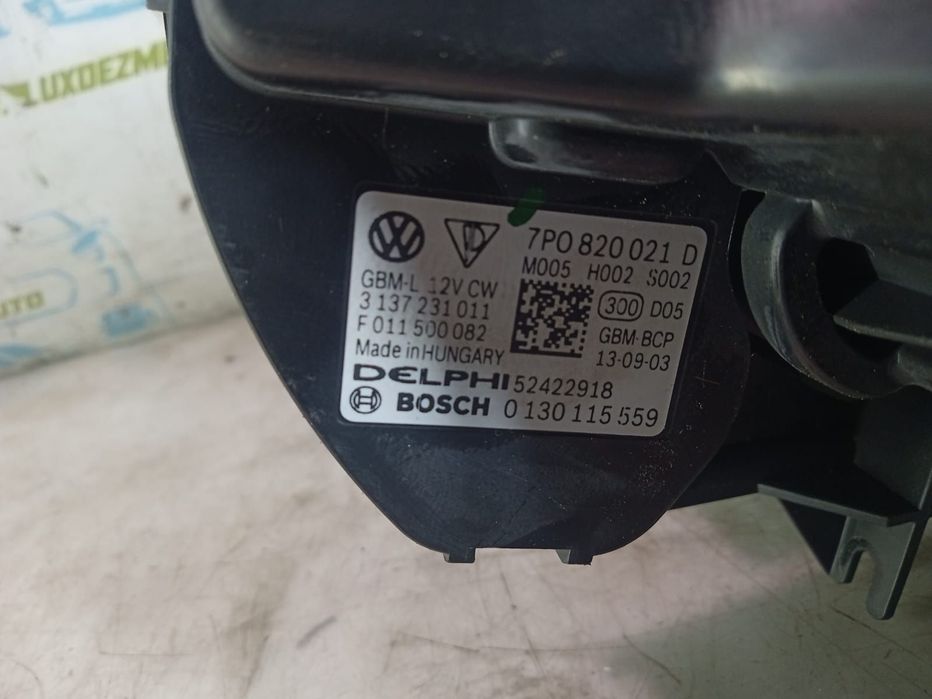 LUXDEZM
AUTO
7P0 820 021 D
M005 H002 S002
GBM-L 12V CW
3 137 231 011
F 011 500 082
300 D05
GBM-BCP
Made in HUNGARY
13-09-03
DELPHI 52422918
BOSCH 0 130 115 559